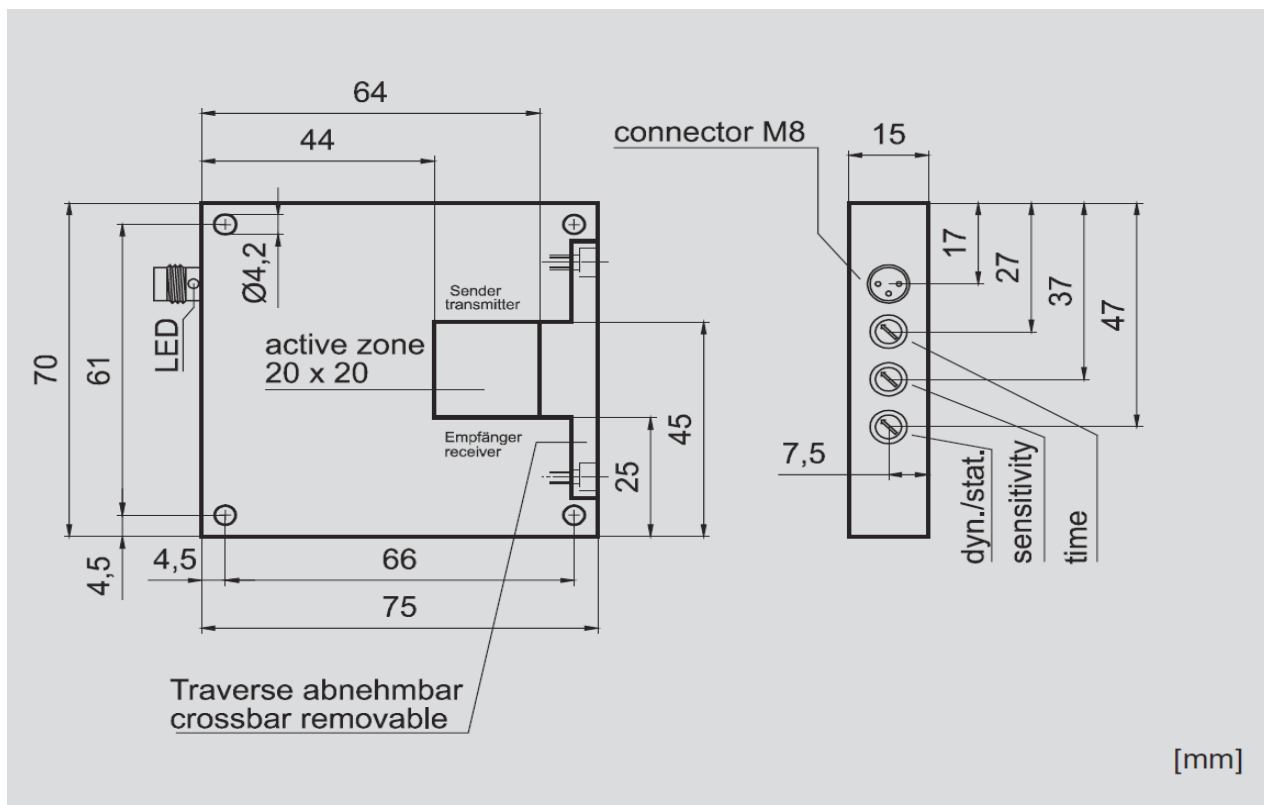 64
44
connector M8
15
70
61
Ø4,2
LED
Sender
transmitter
active zone
20 x 20
Empfänger
receiver
45
25
4,5
4,5
66
75
17
27
37
47
7,5
dyn./stat.
sensitivity
time
Traverse abnehmbar
crossbar removable
[mm]